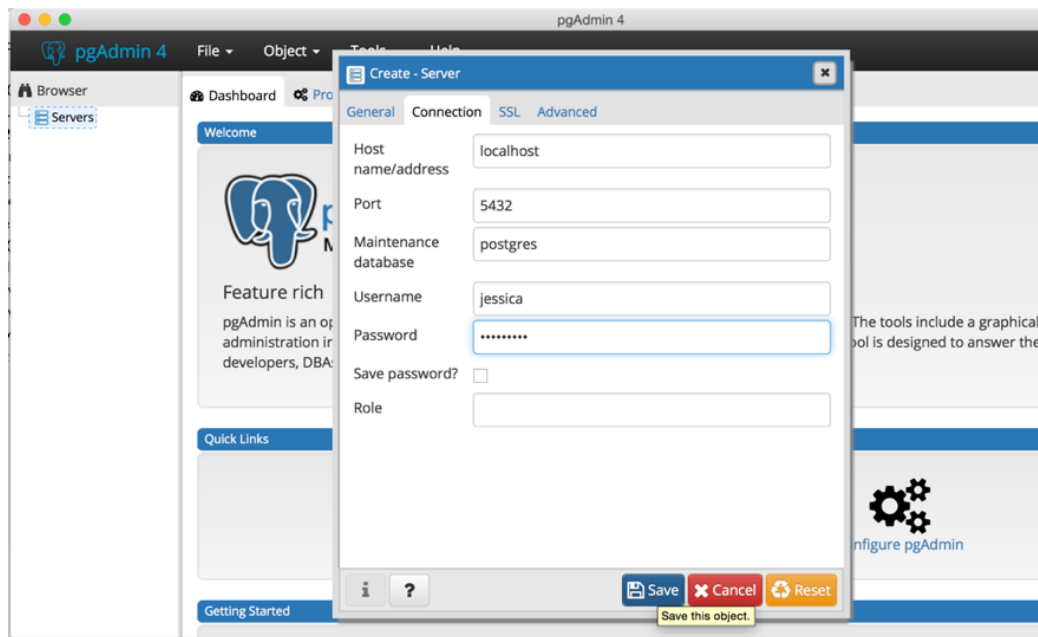 pgAdmin 4
pgAdmin 4 File Object Tools Help
Browser
Servers
Dashboard Pro
Welcome
Feature rich
pgAdmin is an op
administration in
developers, DBA
The tools include a graphical
ool is designed to answer the
Quick Links
nfigure pgAdmin
Getting Started
Create - Server
General Connection SSL Advanced
Host
name/address
localhost
Port
5432
Maintenance
database
postgres
Username
jessica
Password
•••••••••
Save password?
Role
i ? Save Cancel Reset
Save this object.